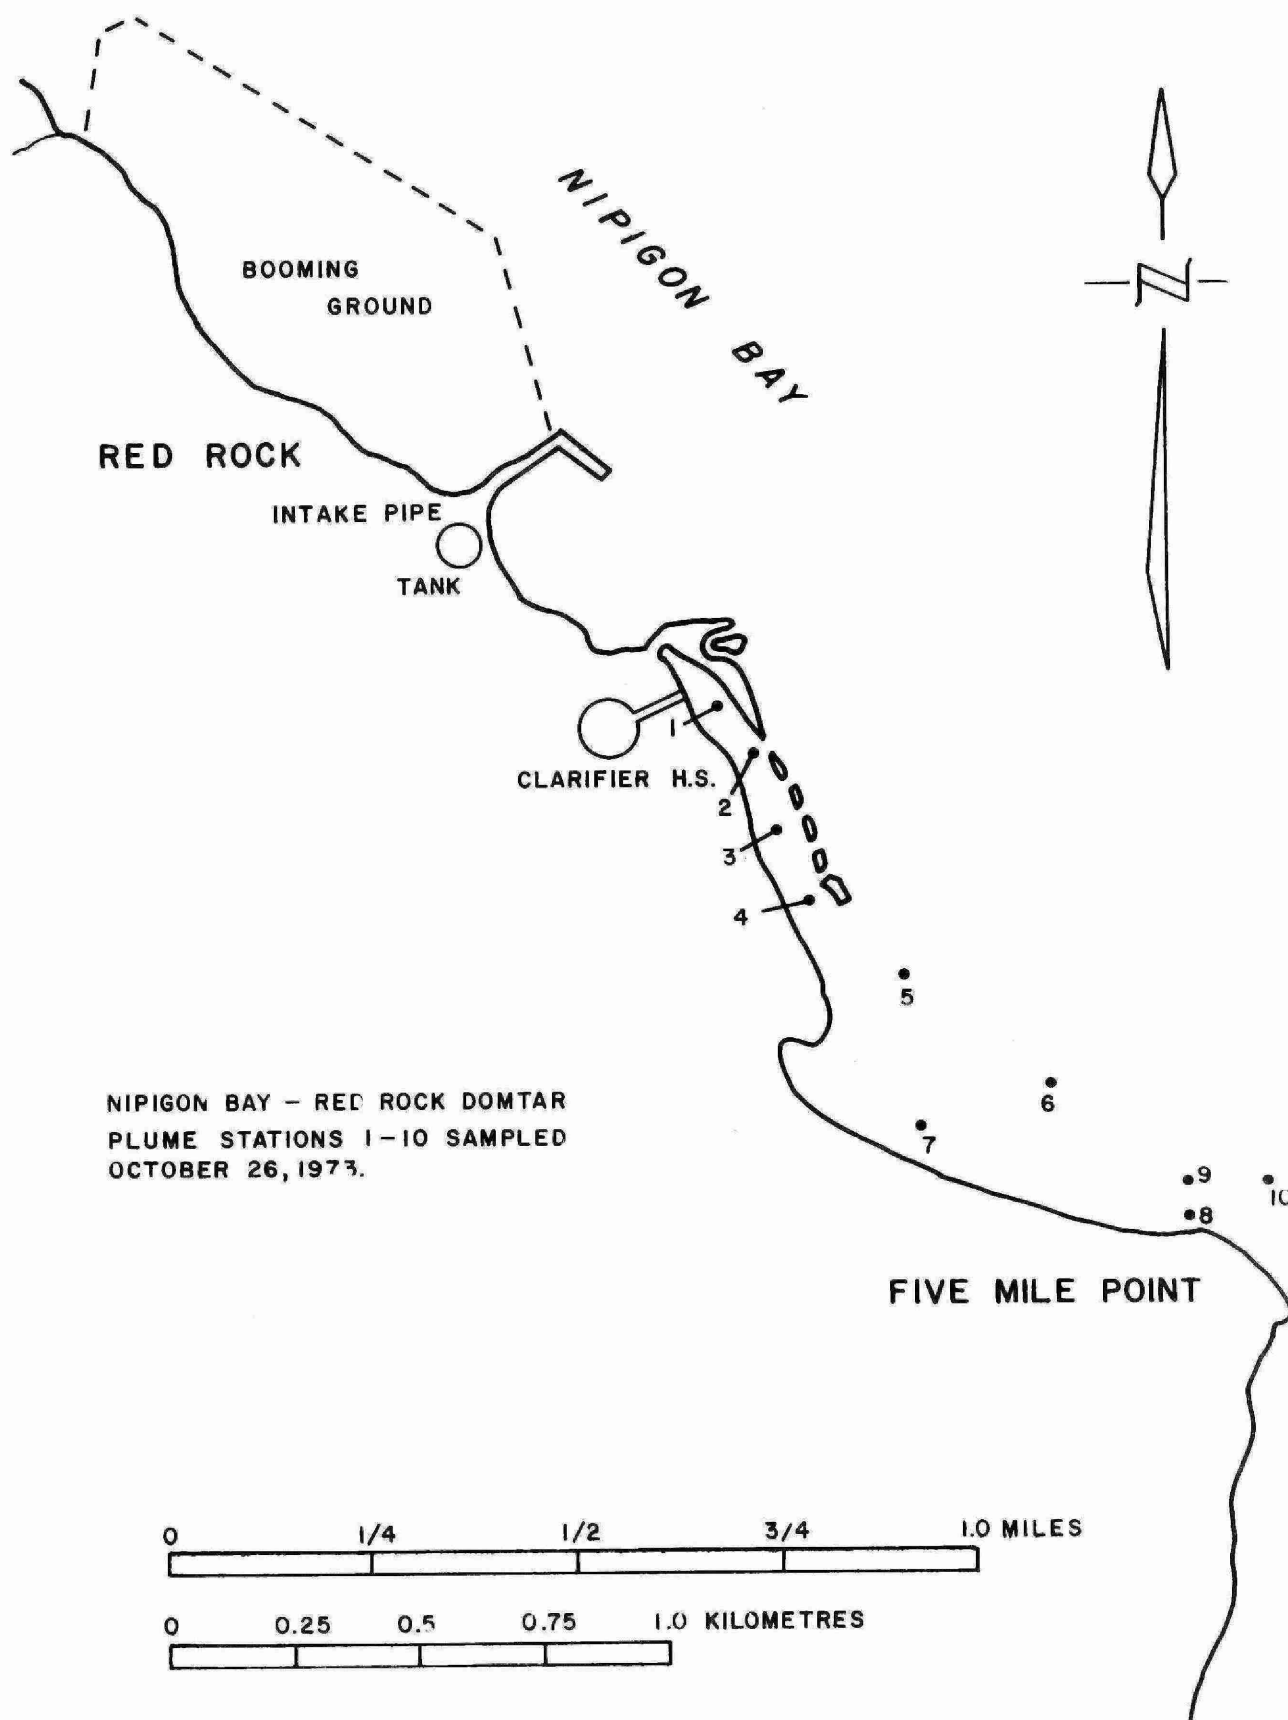 NIPIGON BAY
BOOMING
GROUND
N
RED ROCK
INTAKE PIPE
TANK
1
CLARIFIER H.S.
2
3
4
5
6
7
9
10
8
NIPIGON BAY – RED ROCK DOMTAR
PLUME STATIONS 1–10 SAMPLED
OCTOBER 26, 1973.
FIVE MILE POINT
0 1/4 1/2 3/4 1.0 MILES
0 0.25 0.5 0.75 1.0 KILOMETRES